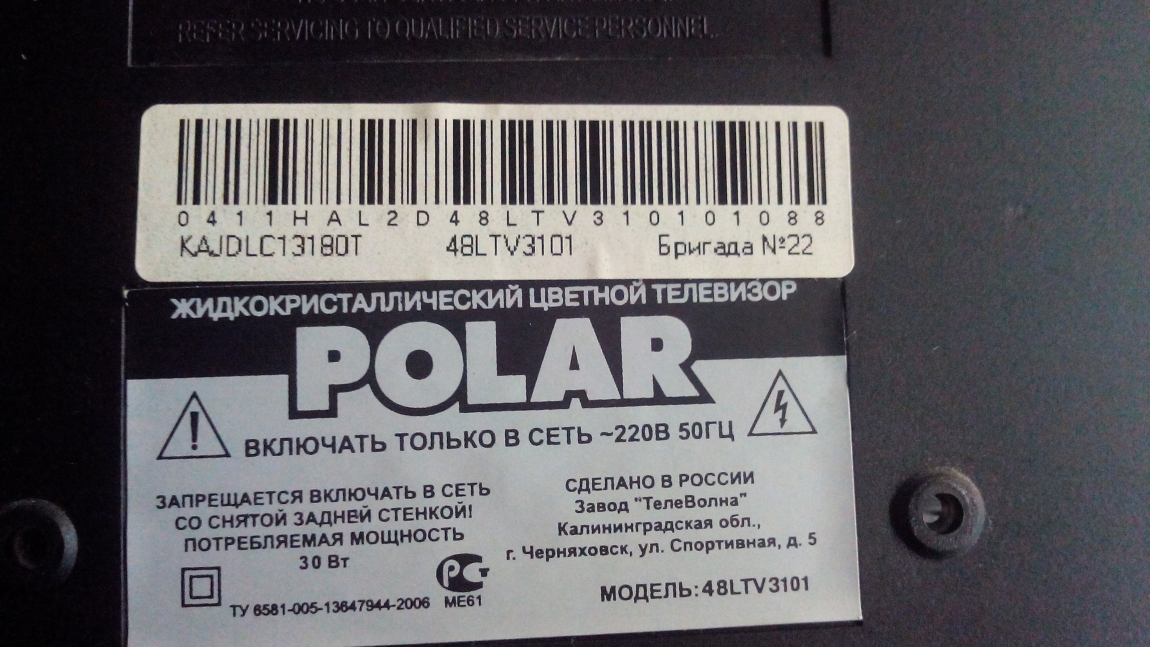 REFER SERVICING TO QUALIFIED SERVICE PERSONNEL.
0411HAL2D48LTV310101088
KAJDLC13180T 48LTV3101 Бригада №22
ЖИДКОКРИСТАЛЛИЧЕСКИЙ ЦВЕТНОЙ ТЕЛЕВИЗОР
POLAR
ВКЛЮЧАТЬ ТОЛЬКО В СЕТЬ ~220В 50ГЦ
ЗАПРЕЩАЕТСЯ ВКЛЮЧАТЬ В СЕТЬ
СО СНЯТОЙ ЗАДНЕЙ СТЕНКОЙ!
ПОТРЕБЛЯЕМАЯ МОЩНОСТЬ
30 Вт
РСТ
МЕ61
ТУ 6581-005-13647944-2006
СДЕЛАНО В РОССИИ
Завод "ТелеВолна"
Калининградская обл.,
г. Черняховск, ул. Спортивная, д. 5
МОДЕЛЬ:48LTV3101